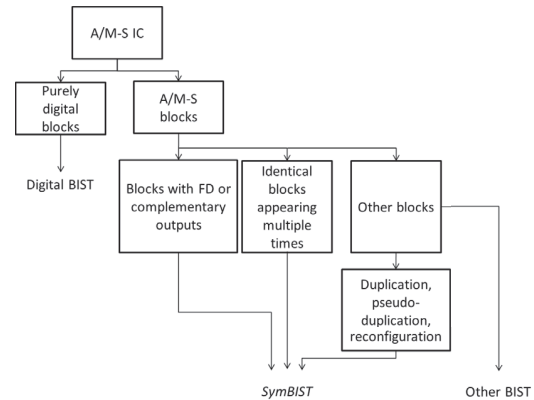 A/M-S IC
Purely
digital
blocks
A/M-S
blocks
Digital BIST
Blocks with FD or
complementary
outputs
Identical
blocks
appearing
multiple
times
Other blocks
Duplication,
pseudo-
duplication,
reconfiguration
SymBIST
Other BIST